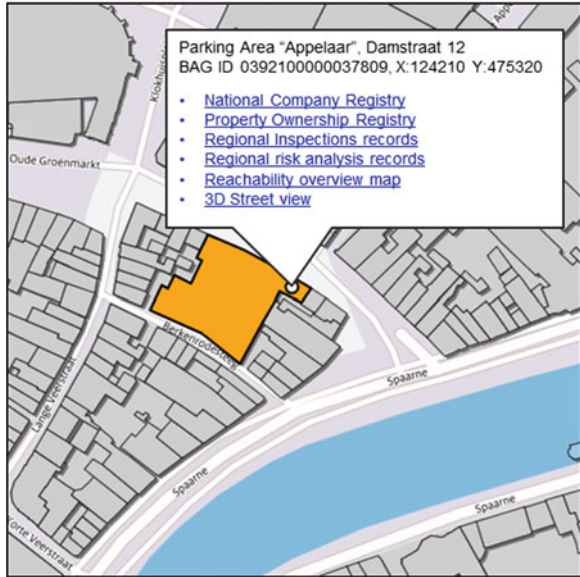 Parking Area “Appelaar”, Damstraat 12
BAG ID 0392100000037809, X:124210 Y:475320
• National Company Registry
• Property Ownership Registry
• Regional Inspections records
• Regional risk analysis records
• Reachability overview map
• 3D Street view
Oude Groenmarkt
Berkenrodesteeg
Lange Veerstraat
Spaarne
Spaarne
Spaarne
Korte Veerstraat